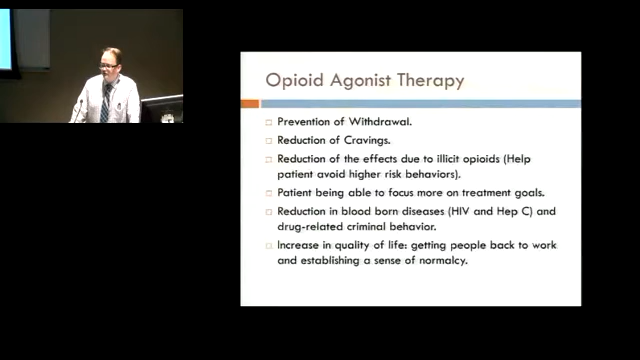 Opioid Agonist Therapy
Prevention of Withdrawal.
Reduction of Cravings.
Reduction of the effects due to illicit opioids (Help
patient avoid higher risk behaviors).
Patient being able to focus more on treatment goals.
Reduction in blood born diseases (HIV and Hep C) and
drug-related criminal behavior.
Increase in quality of life: getting people back to work
and establishing a sense of normalcy.